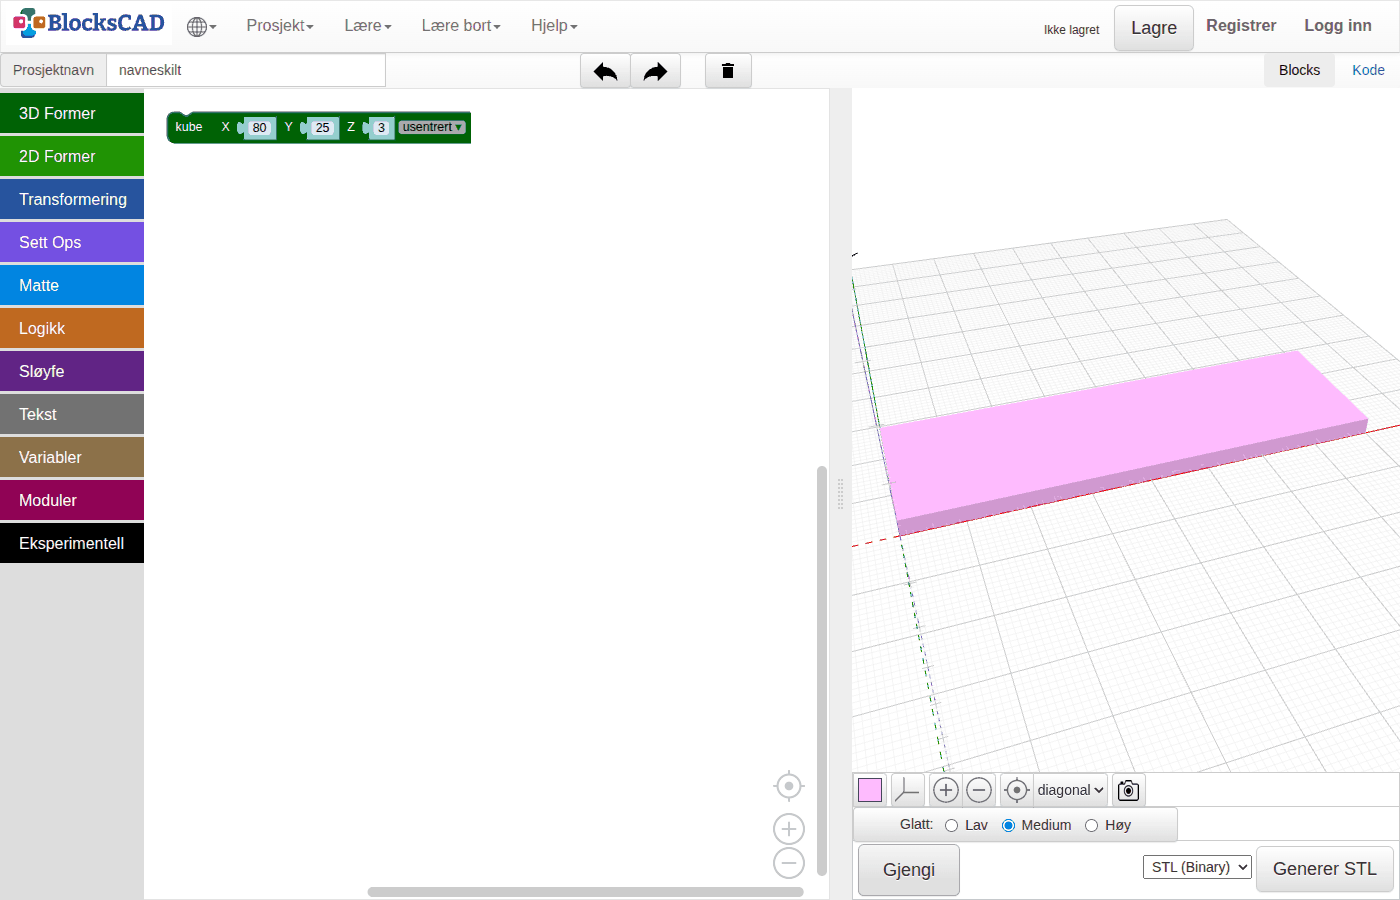 BlocksCAD
Prosjekt
Lære
Lære bort
Hjelp
Ikke lagret
Lagre
Registrer
Logg inn
Prosjektnavn
navneskilt
Blocks
Kode
3D Former
2D Former
Transformering
Sett Ops
Matte
Logikk
Sløyfe
Tekst
Variabler
Moduler
Eksperimentell
kube X 80 Y 25 Z 3 usentrert ▾
diagonal
Glatt: Lav Medium Høy
Gjengi
STL (Binary)
Generer STL